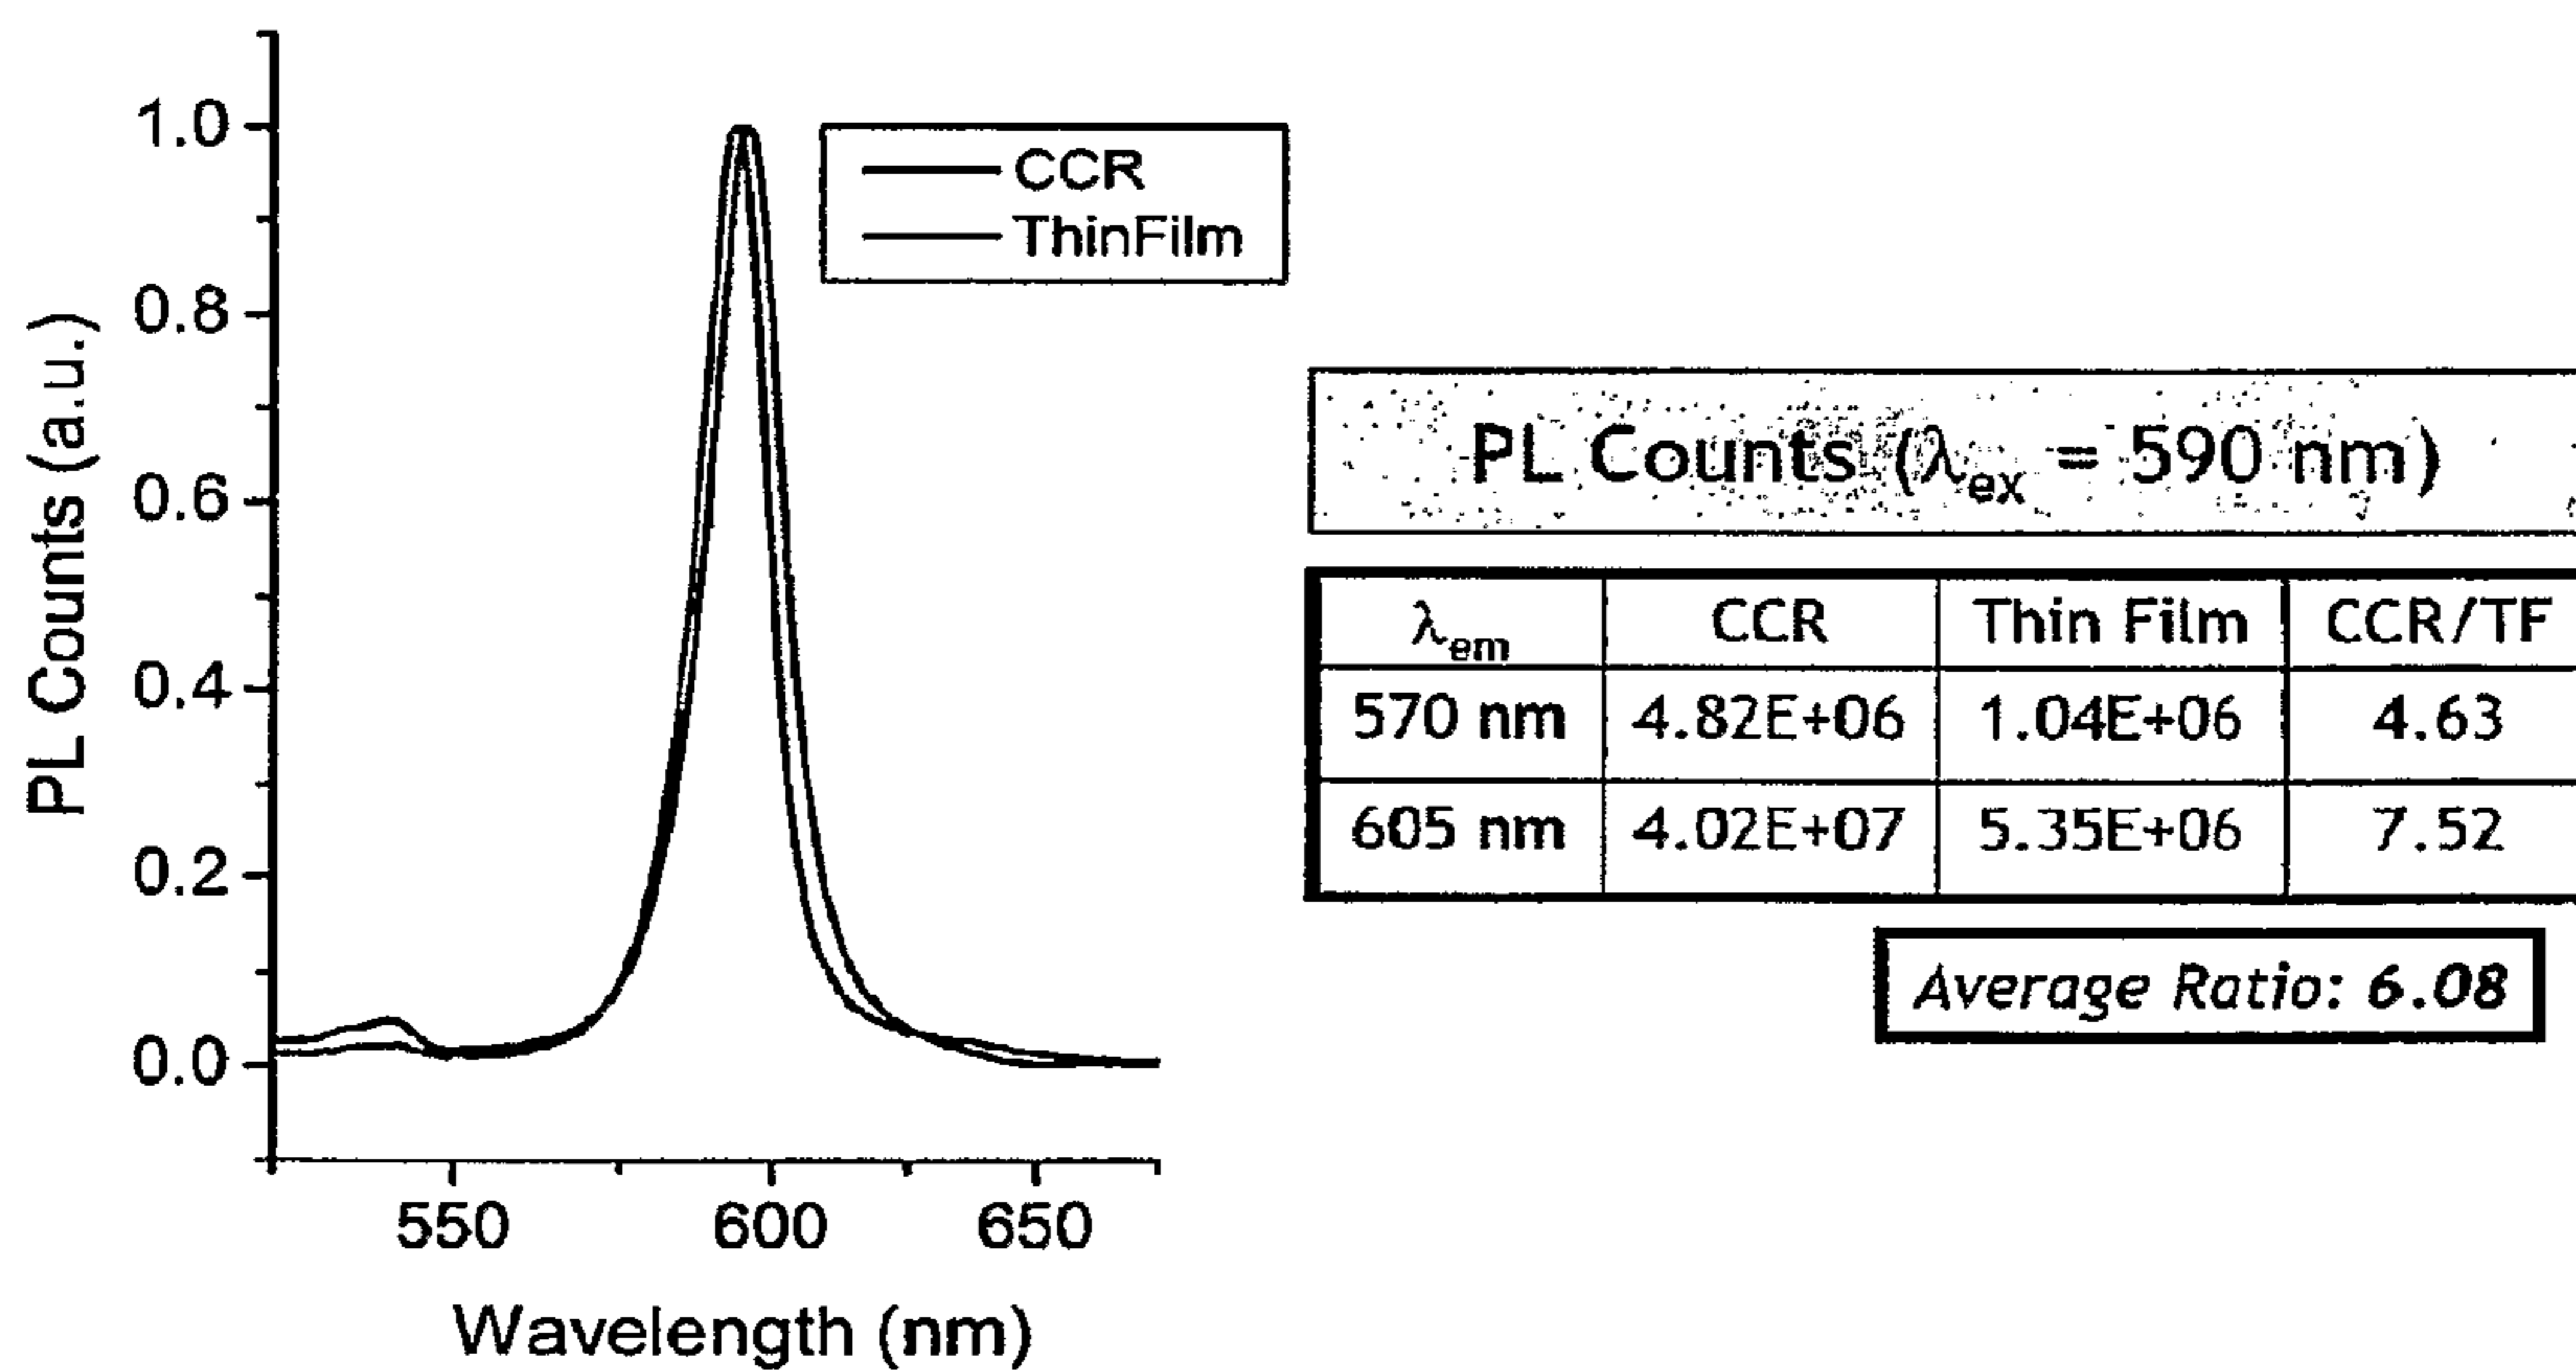 PL Counts (a.u.)
1.0
0.8
0.6
0.4
0.2
0.0
550 600 650
Wavelength (nm)
CCR
ThinFilm
PL Counts (λex = 590 nm)
λem CCR Thin Film CCR/TF
570 nm 4.82E+06 1.04E+06 4.63
605 nm 4.02E+07 5.35E+06 7.52
Average Ratio: 6.08